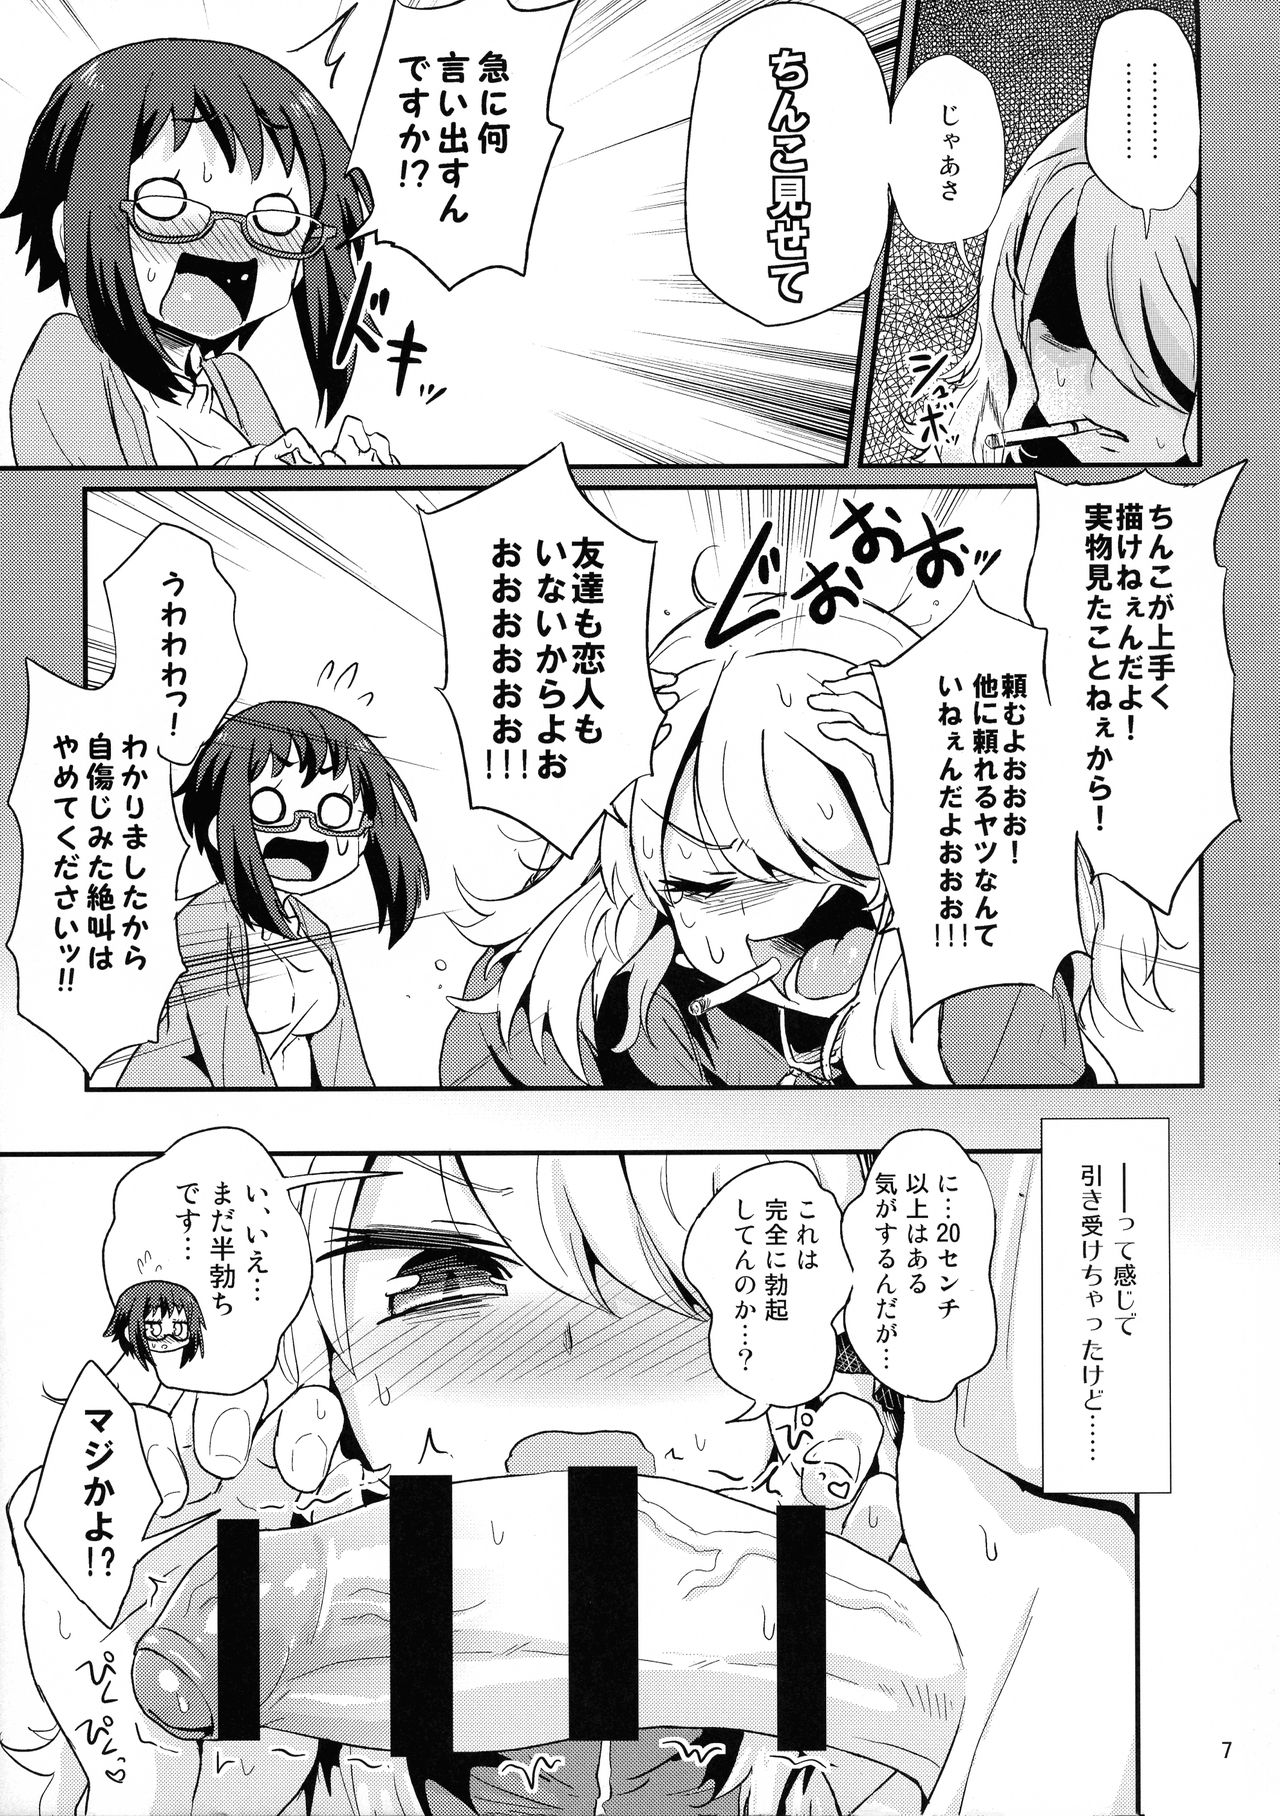 ………
………
じゃあさ
シュボッ
ちんこ見せて
急に何
言い出すん
ですか!?
ドキッ
ちんこが上手く
描けねぇんだよ！
実物見たことねぇから！
頼むよおおお！
他に頼れるヤツなんて
いねぇんだよおおお!!!
どおおおっ
友達も恋人も
いないからよぉ
おおおおおお!!!
うわわわっ！
わかりましたから
自傷じみた絶叫は
やめてくださいッ!!
──って感じで
引き受けちゃったけど……
に…20センチ
以上はある
気がするんだが…
これは
完全に勃起
してんのか…？
い、いえ…
まだ半勃ち
です…
マジかよ!?
ぴく
ぴくぴく
7